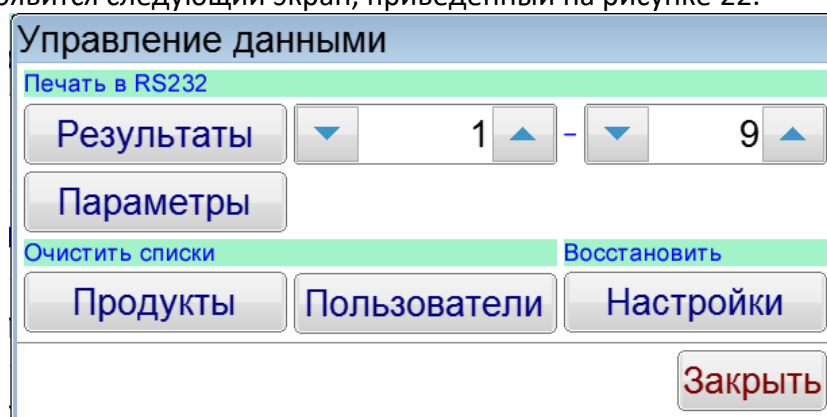 явится следующий экран, приведенный на рисунке 22.
Управление данными
Печать в RS232
Результаты 1 – 9
Параметры
Очистить списки Восстановить
Продукты Пользователи Настройки
Закрыть